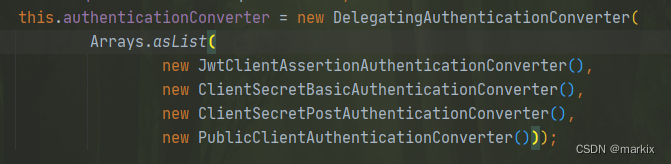 this.authenticationConverter = new DelegatingAuthenticationConverter(
Arrays.asList(
new JwtClientAssertionAuthenticationConverter(),
new ClientSecretBasicAuthenticationConverter(),
new ClientSecretPostAuthenticationConverter(),
new PublicClientAuthenticationConverter()));
CSDN @markix